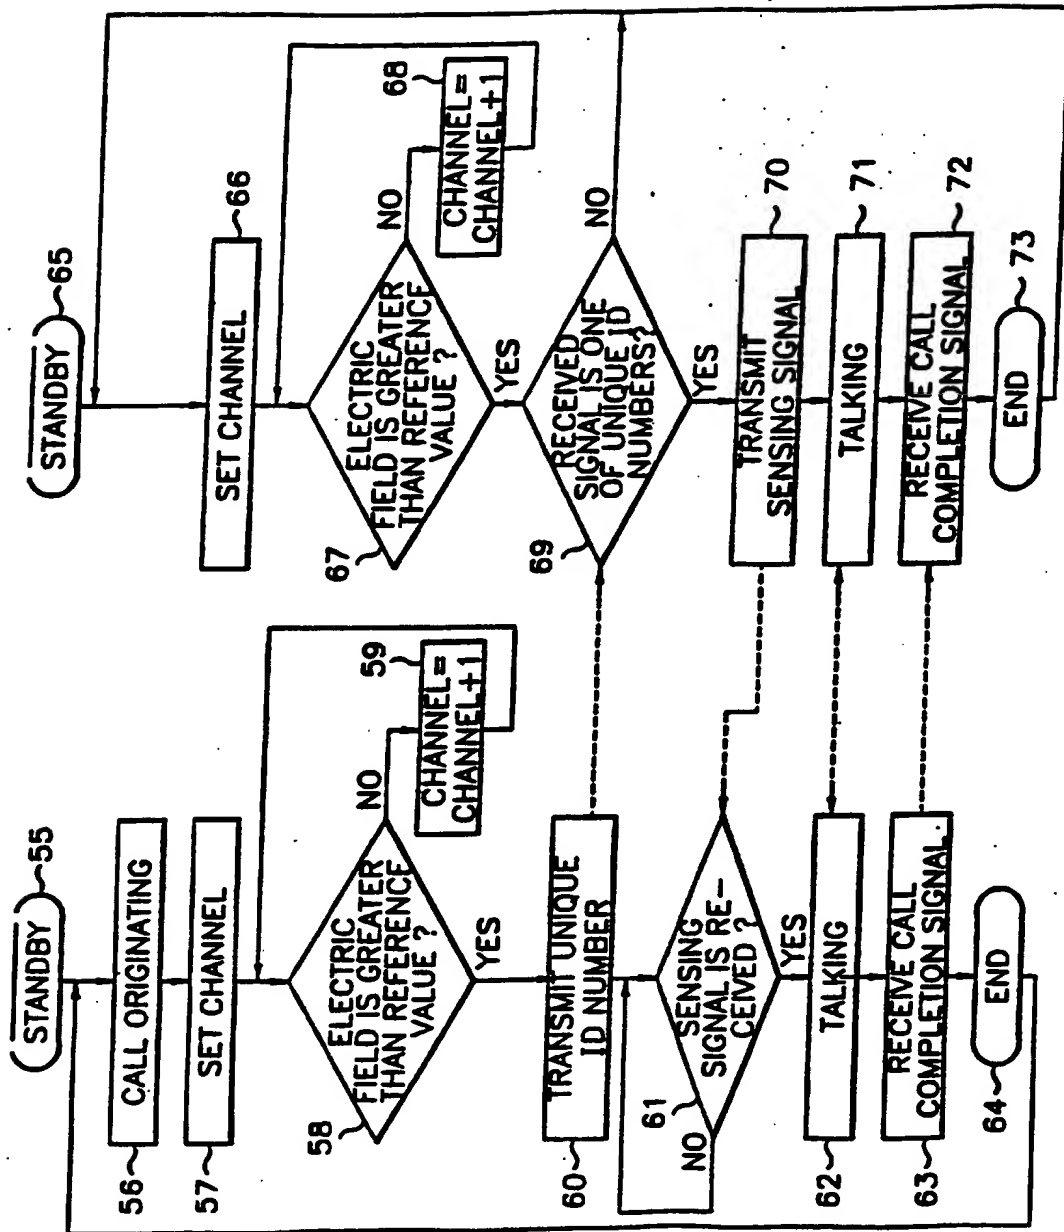 STANDBY
55
CALL ORIGINATING
56
SET CHANNEL
57
ELECTRIC
FIELD IS GREATER
THAN REFERENCE
VALUE ?
58
NO
59
CHANNEL=
CHANNEL+1
YES
TRANSMIT UNIQUE
ID NUMBER
60
SENSING
SIGNAL IS RE-
CEIVED ?
61
NO
YES
TALKING
62
RECEIVE CALL
COMPLETION SIGNAL
63
END
64
STANDBY
65
SET CHANNEL
66
ELECTRIC
FIELD IS GREATER
THAN REFERENCE
VALUE ?
67
NO
68
CHANNEL=
CHANNEL+1
YES
RECEIVED
SIGNAL IS ONE
OF UNIQUE ID
NUMBERS?
69
NO
YES
TRANSMIT
SENSING SIGNAL
70
TALKING
71
RECEIVE CALL
COMPLETION SIGNAL
72
END
73